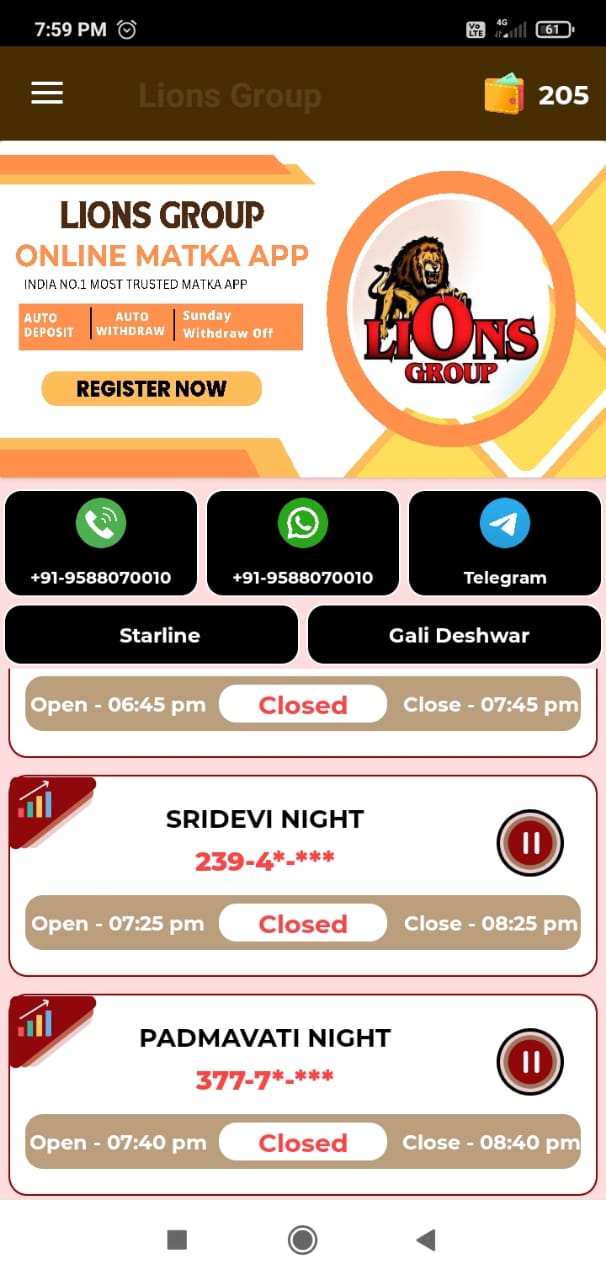 7:59 PM
Vo LTE 4G 61
Lions Group
205
LIONS GROUP
ONLINE MATKA APP
INDIA NO.1 MOST TRUSTED MATKA APP
AUTO DEPOSIT
AUTO WITHDRAW
Sunday Withdraw Off
REGISTER NOW
LIONS
GROUP
+91-9588070010
+91-9588070010
Telegram
Starline
Gali Deshwar
Open - 06:45 pm Closed Close - 07:45 pm
SRIDEVI NIGHT
239-4*-***
Open - 07:25 pm Closed Close - 08:25 pm
PADMAVATI NIGHT
377-7*-***
Open - 07:40 pm Closed Close - 08:40 pm